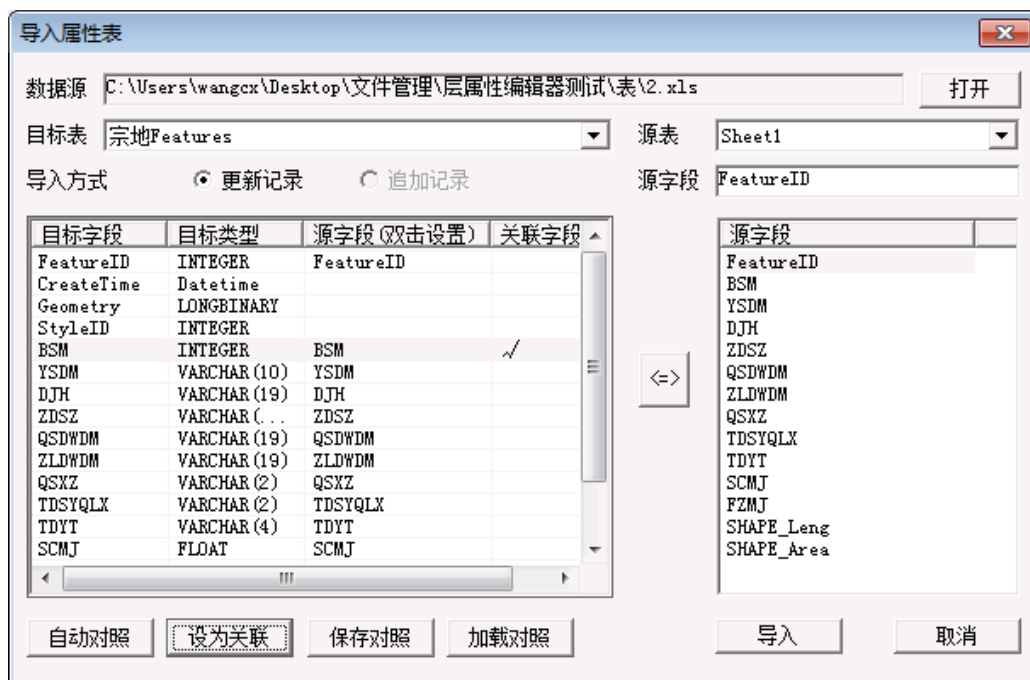 导入属性表
数据源 C:\Users\wangcx\Desktop\文件管理\层属性编辑器测试\表\2.xls 打开
目标表 宗地Features 源表 Sheet1
导入方式 更新记录 追加记录 源字段 FeatureID
目标字段 目标类型 源字段(双击设置) 关联字段 源字段
FeatureID INTEGER FeatureID FeatureID
CreateTime Datetime BSM
Geometry LONGBINARY YSDM
StyleID INTEGER DJH
BSM INTEGER BSM √ ZDSZ
YSDM VARCHAR(10) YSDM <=> QSDWDM
DJH VARCHAR(19) DJH ZLDWDM
ZDSZ VARCHAR(... ZDSZ QSXZ
QSDWDM VARCHAR(19) QSDWDM TDSYQLX
ZLDWDM VARCHAR(19) ZLDWDM TDYT
QSXZ VARCHAR(2) QSXZ SCMJ
TDSYQLX VARCHAR(2) TDSYQLX FZMJ
TDYT VARCHAR(4) TDYT SHAPE_Leng
SCMJ FLOAT SCMJ SHAPE_Area
自动对照 设为关联 保存对照 加载对照 导入 取消